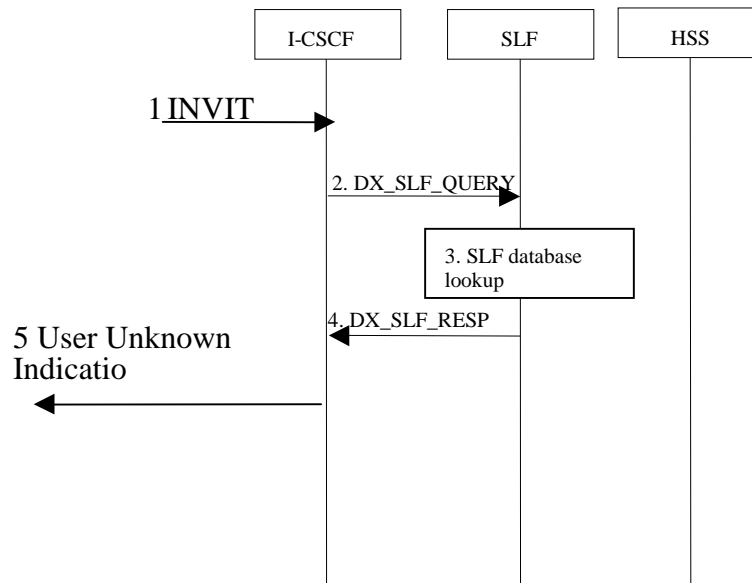 I-CSCF
SLF
HSS
1 INVIT
2. DX_SLF_QUERY
3. SLF database
lookup
4. DX_SLF_RESP
5 User Unknown
Indicatio